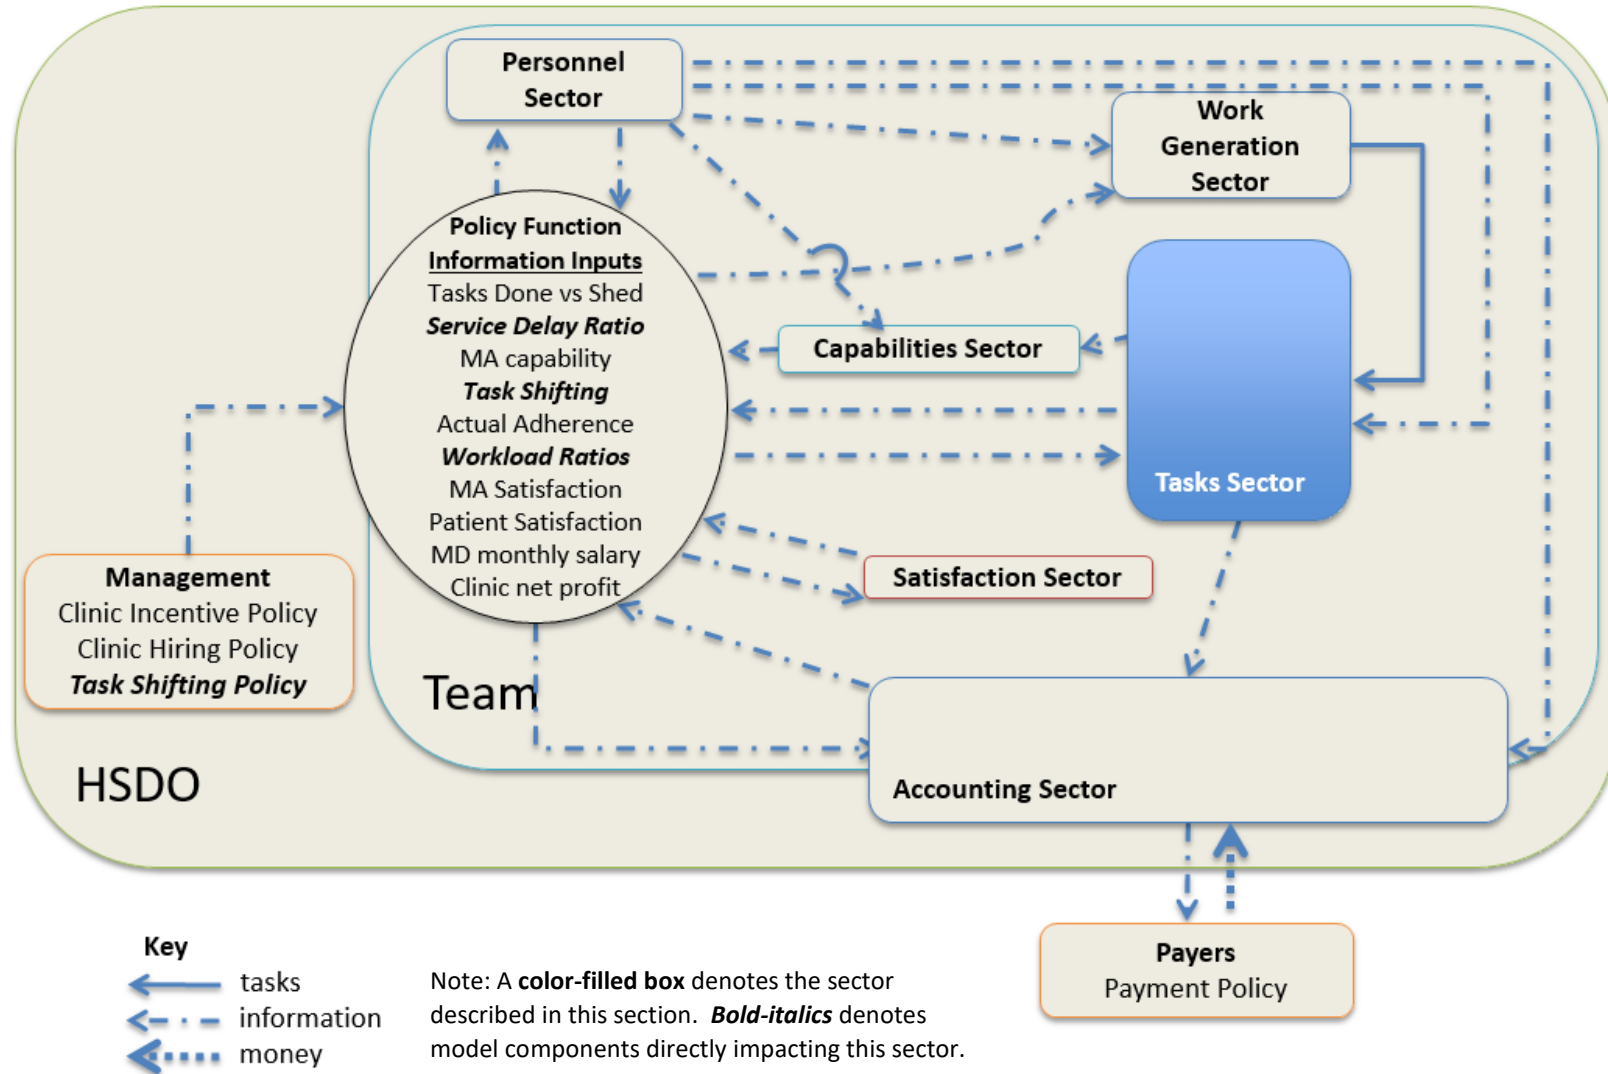 Personnel
Sector
Work
Generation
Sector
Policy Function
Information Inputs
Tasks Done vs Shed
Service Delay Ratio
MA capability
Task Shifting
Actual Adherence
Workload Ratios
MA Satisfaction
Patient Satisfaction
MD monthly salary
Clinic net profit
Capabilities Sector
Tasks Sector
Satisfaction Sector
Management
Clinic Incentive Policy
Clinic Hiring Policy
Task Shifting Policy
Team
HSDO
Accounting Sector
Payers
Payment Policy
Key
tasks
information
money
Note: A color-filled box denotes the sector
described in this section. Bold-italics denotes
model components directly impacting this sector.